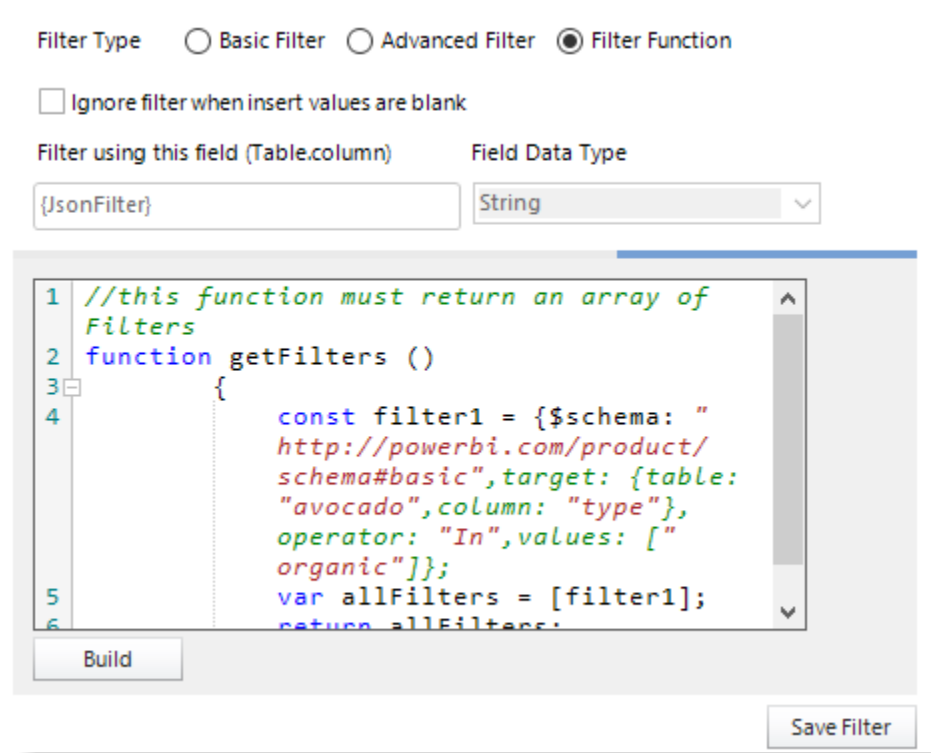 Filter Type Basic Filter Advanced Filter Filter Function
Ignore filter when insert values are blank
Filter using this field (Table.column) Field Data Type
{JsonFilter} String
1 //this function must return an array of
Filters
2 function getFilters ()
3 {
4 const filter1 = {$schema: "
http://powerbi.com/product/
schema#basic",target: {table:
"avocado",column: "type"},
operator: "In",values: ["
organic"]};
5 var allFilters = [filter1];
6 return allFilters;
Build
Save Filter